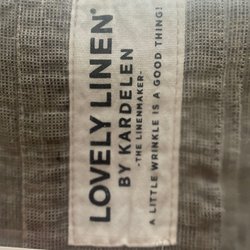 LOVELY LINEN®
BY KARDELEN
-THE LINENMAKER-
A LITTLE WRINKLE IS A GOOD THING!